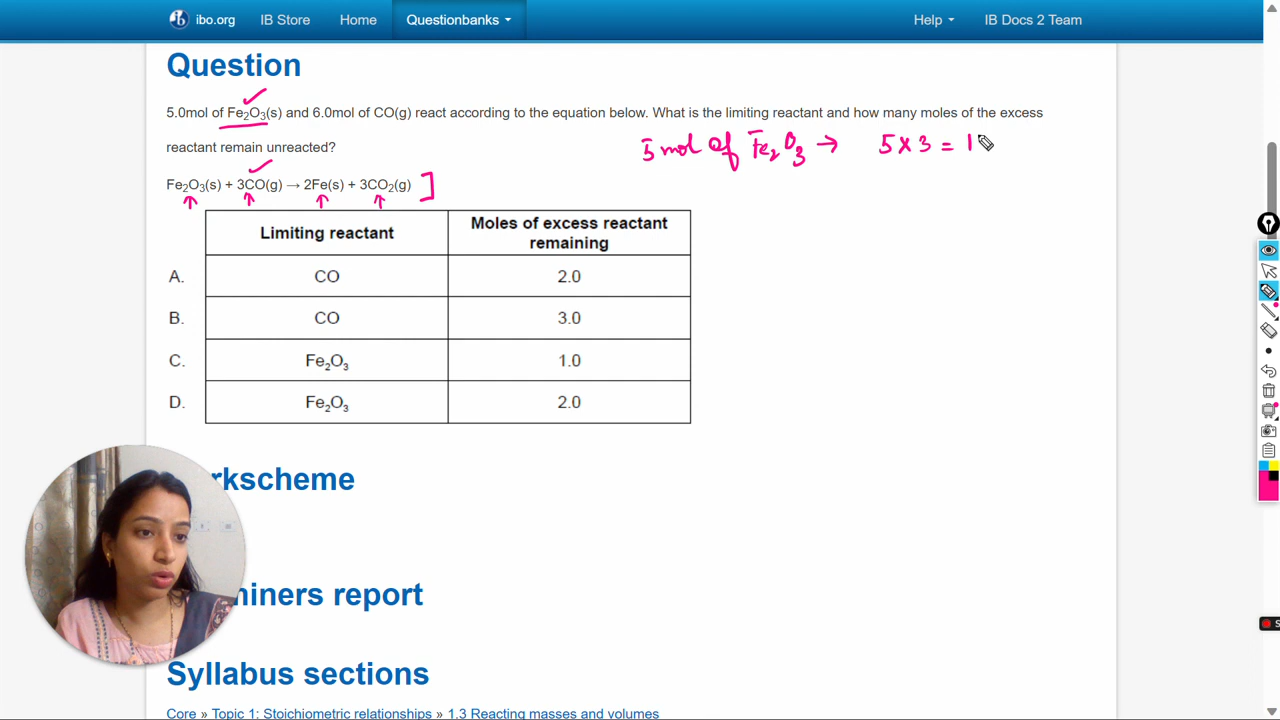 ibo.org IB Store Home Questionbanks Help IB Docs 2 Team
Question
5.0mol of Fe₂O₃(s) and 6.0mol of CO(g) react according to the equation below. What is the limiting reactant and how many moles of the excess
reactant remain unreacted?
5 mol of Fe₂O₃ → 5 × 3 = 1
Fe₂O₃(s) + 3CO(g) → 2Fe(s) + 3CO₂(g) ]
Limiting reactant Moles of excess reactant remaining
A. CO 2.0
B. CO 3.0
C. Fe₂O₃ 1.0
D. Fe₂O₃ 2.0
rkscheme
niners report
Syllabus sections
Core » Topic 1: Stoichiometric relationships » 1.3 Reacting masses and volumes